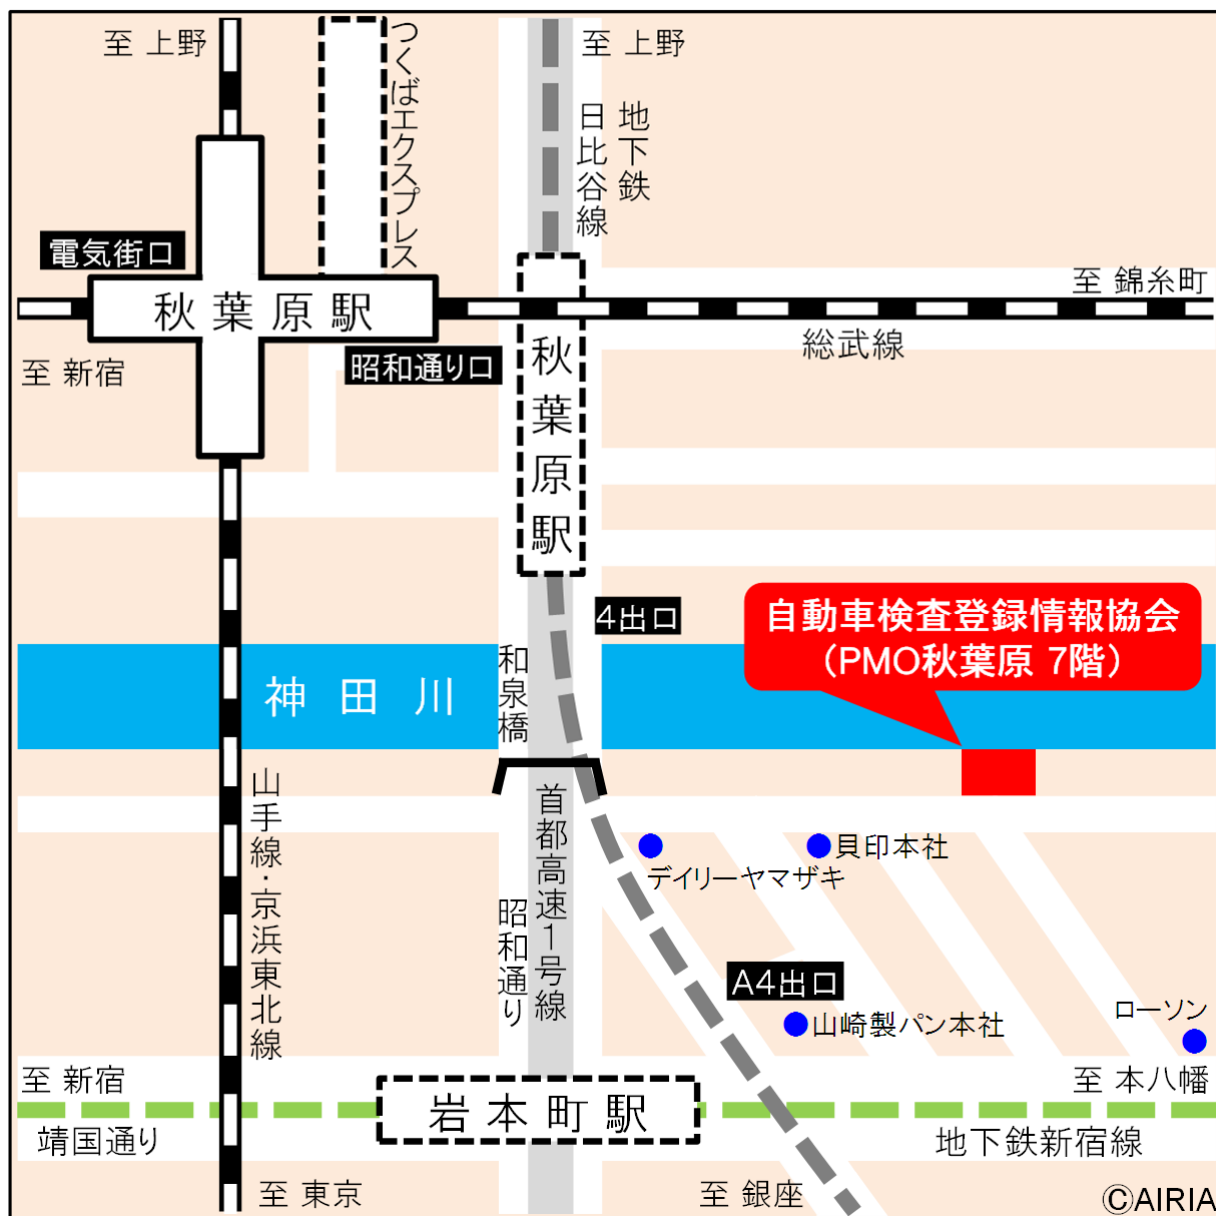 至 上野
つくばエクスプレス
至 上野
地下鉄
日比谷線
電気街口
秋葉原駅
至 錦糸町
総武線
至 新宿
昭和通り口
秋葉原駅
4出口
自動車検査登録情報協会
（PMO秋葉原 7階）
神田川
和泉橋
山手線・京浜東北線
首都高速1号線
昭和通り
デイリーヤマザキ
貝印本社
A4出口
山崎製パン本社
ローソン
至 新宿
至 本八幡
岩本町駅
靖国通り
地下鉄新宿線
至 東京
至 銀座
©AIRIA